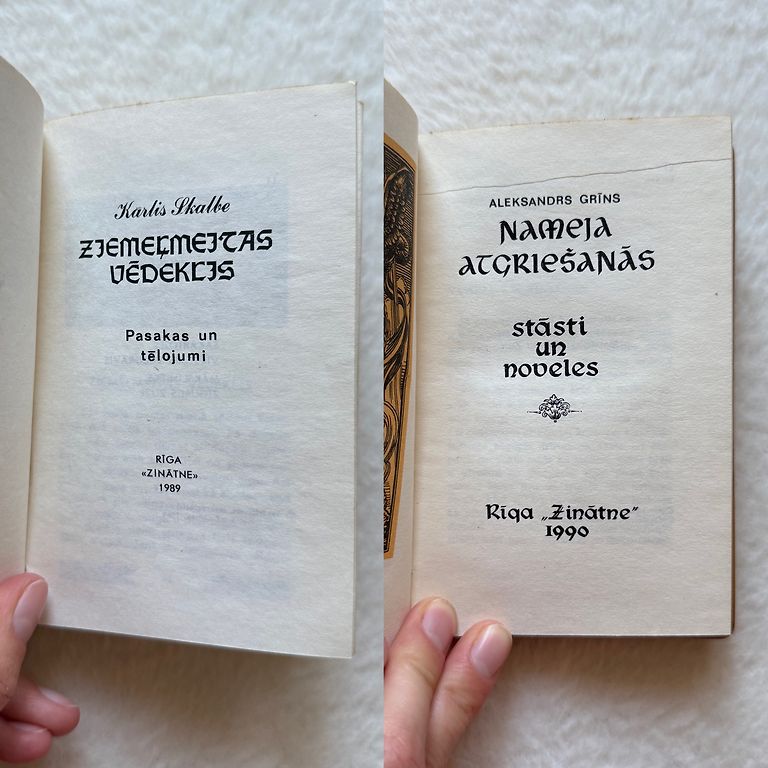 Kārlis Skalbe
ZIEMEĻMEITAS
VĒDEKLIS
Pasakas un
tēlojumi
RĪGA
«ZINĀTNE»
1989
ALEKSANDRS GRĪNS
NAMEJA
ATGRIEŠANĀS
stāsti
un
noveles
Rīga „Zinātne”
1990